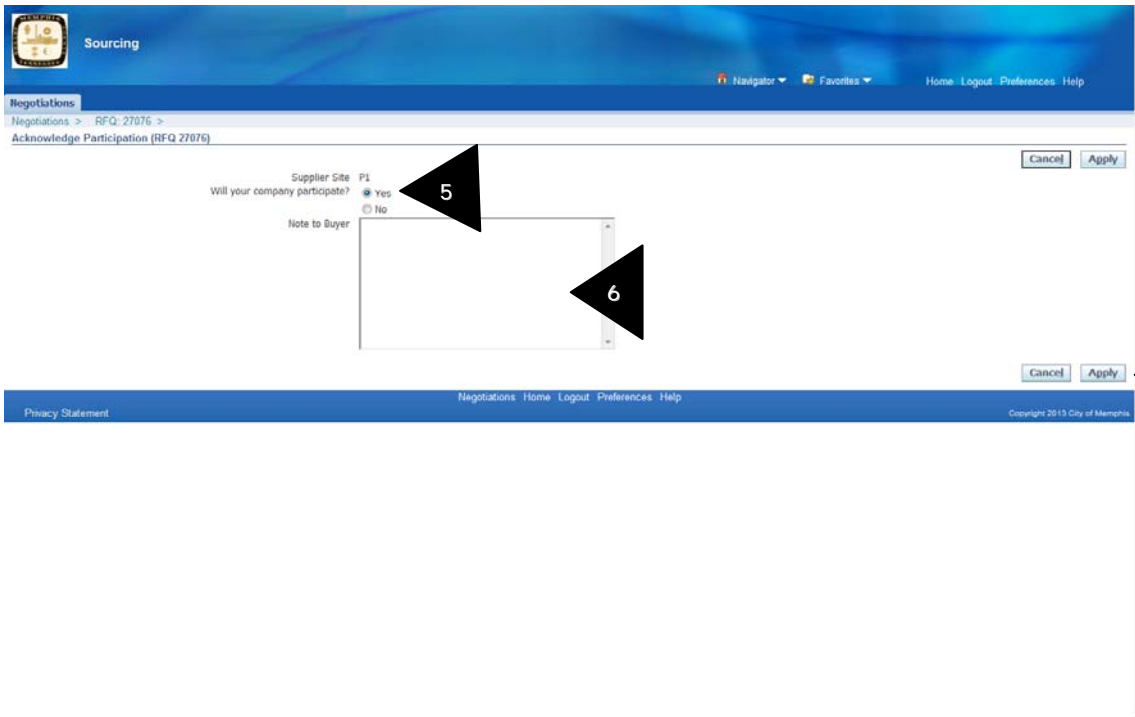 MEMPHIS
TENNESSEE
Sourcing
Navigator Favorites Home Logout Preferences Help
Negotiations
Negotiations > RFQ: 27076 >
Acknowledge Participation (RFQ 27076)
Cancel Apply
Supplier Site P1
Will your company participate? Yes
5
No
Note to Buyer
6
Cancel Apply
Negotiations Home Logout Preferences Help
Privacy Statement
Copyright 2013 City of Memphis